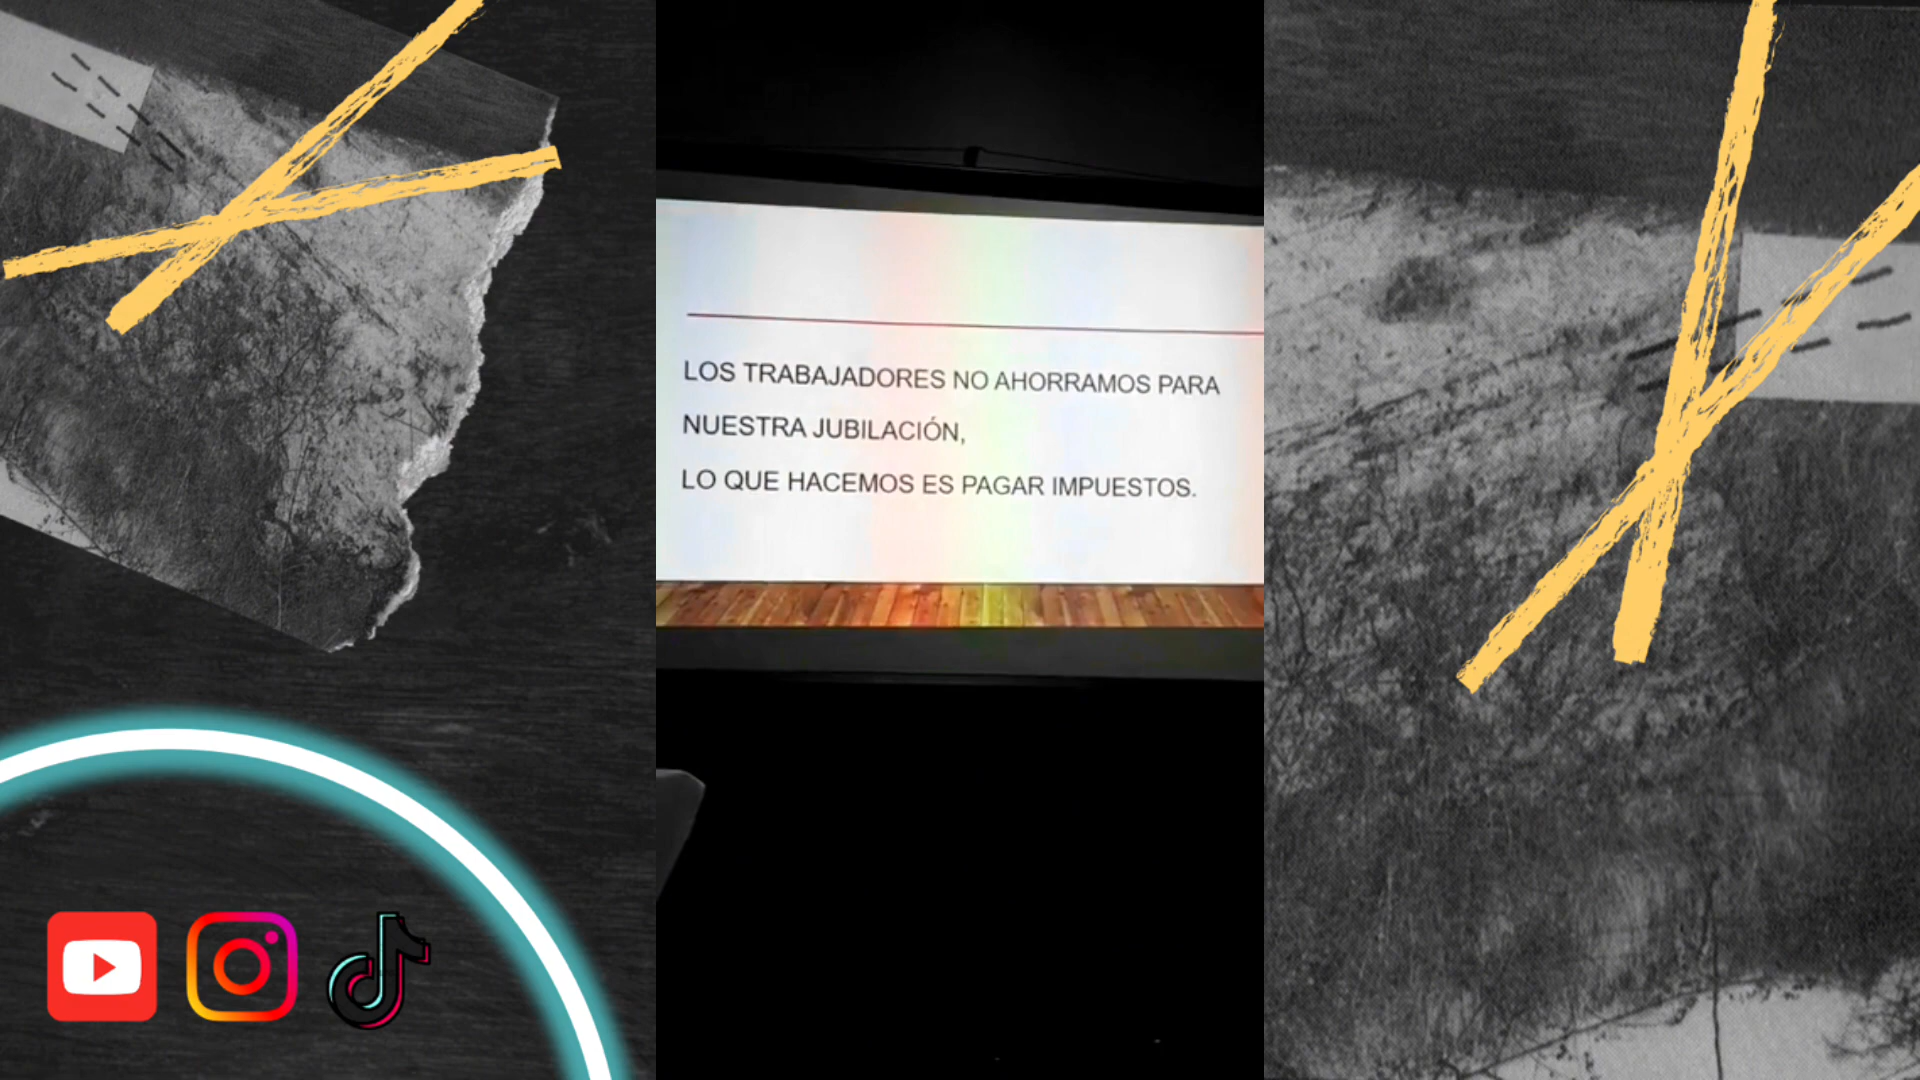 LOS TRABAJADORES NO AHORRAMOS PARA
NUESTRA JUBILACIÓN,
LO QUE HACEMOS ES PAGAR IMPUESTOS.